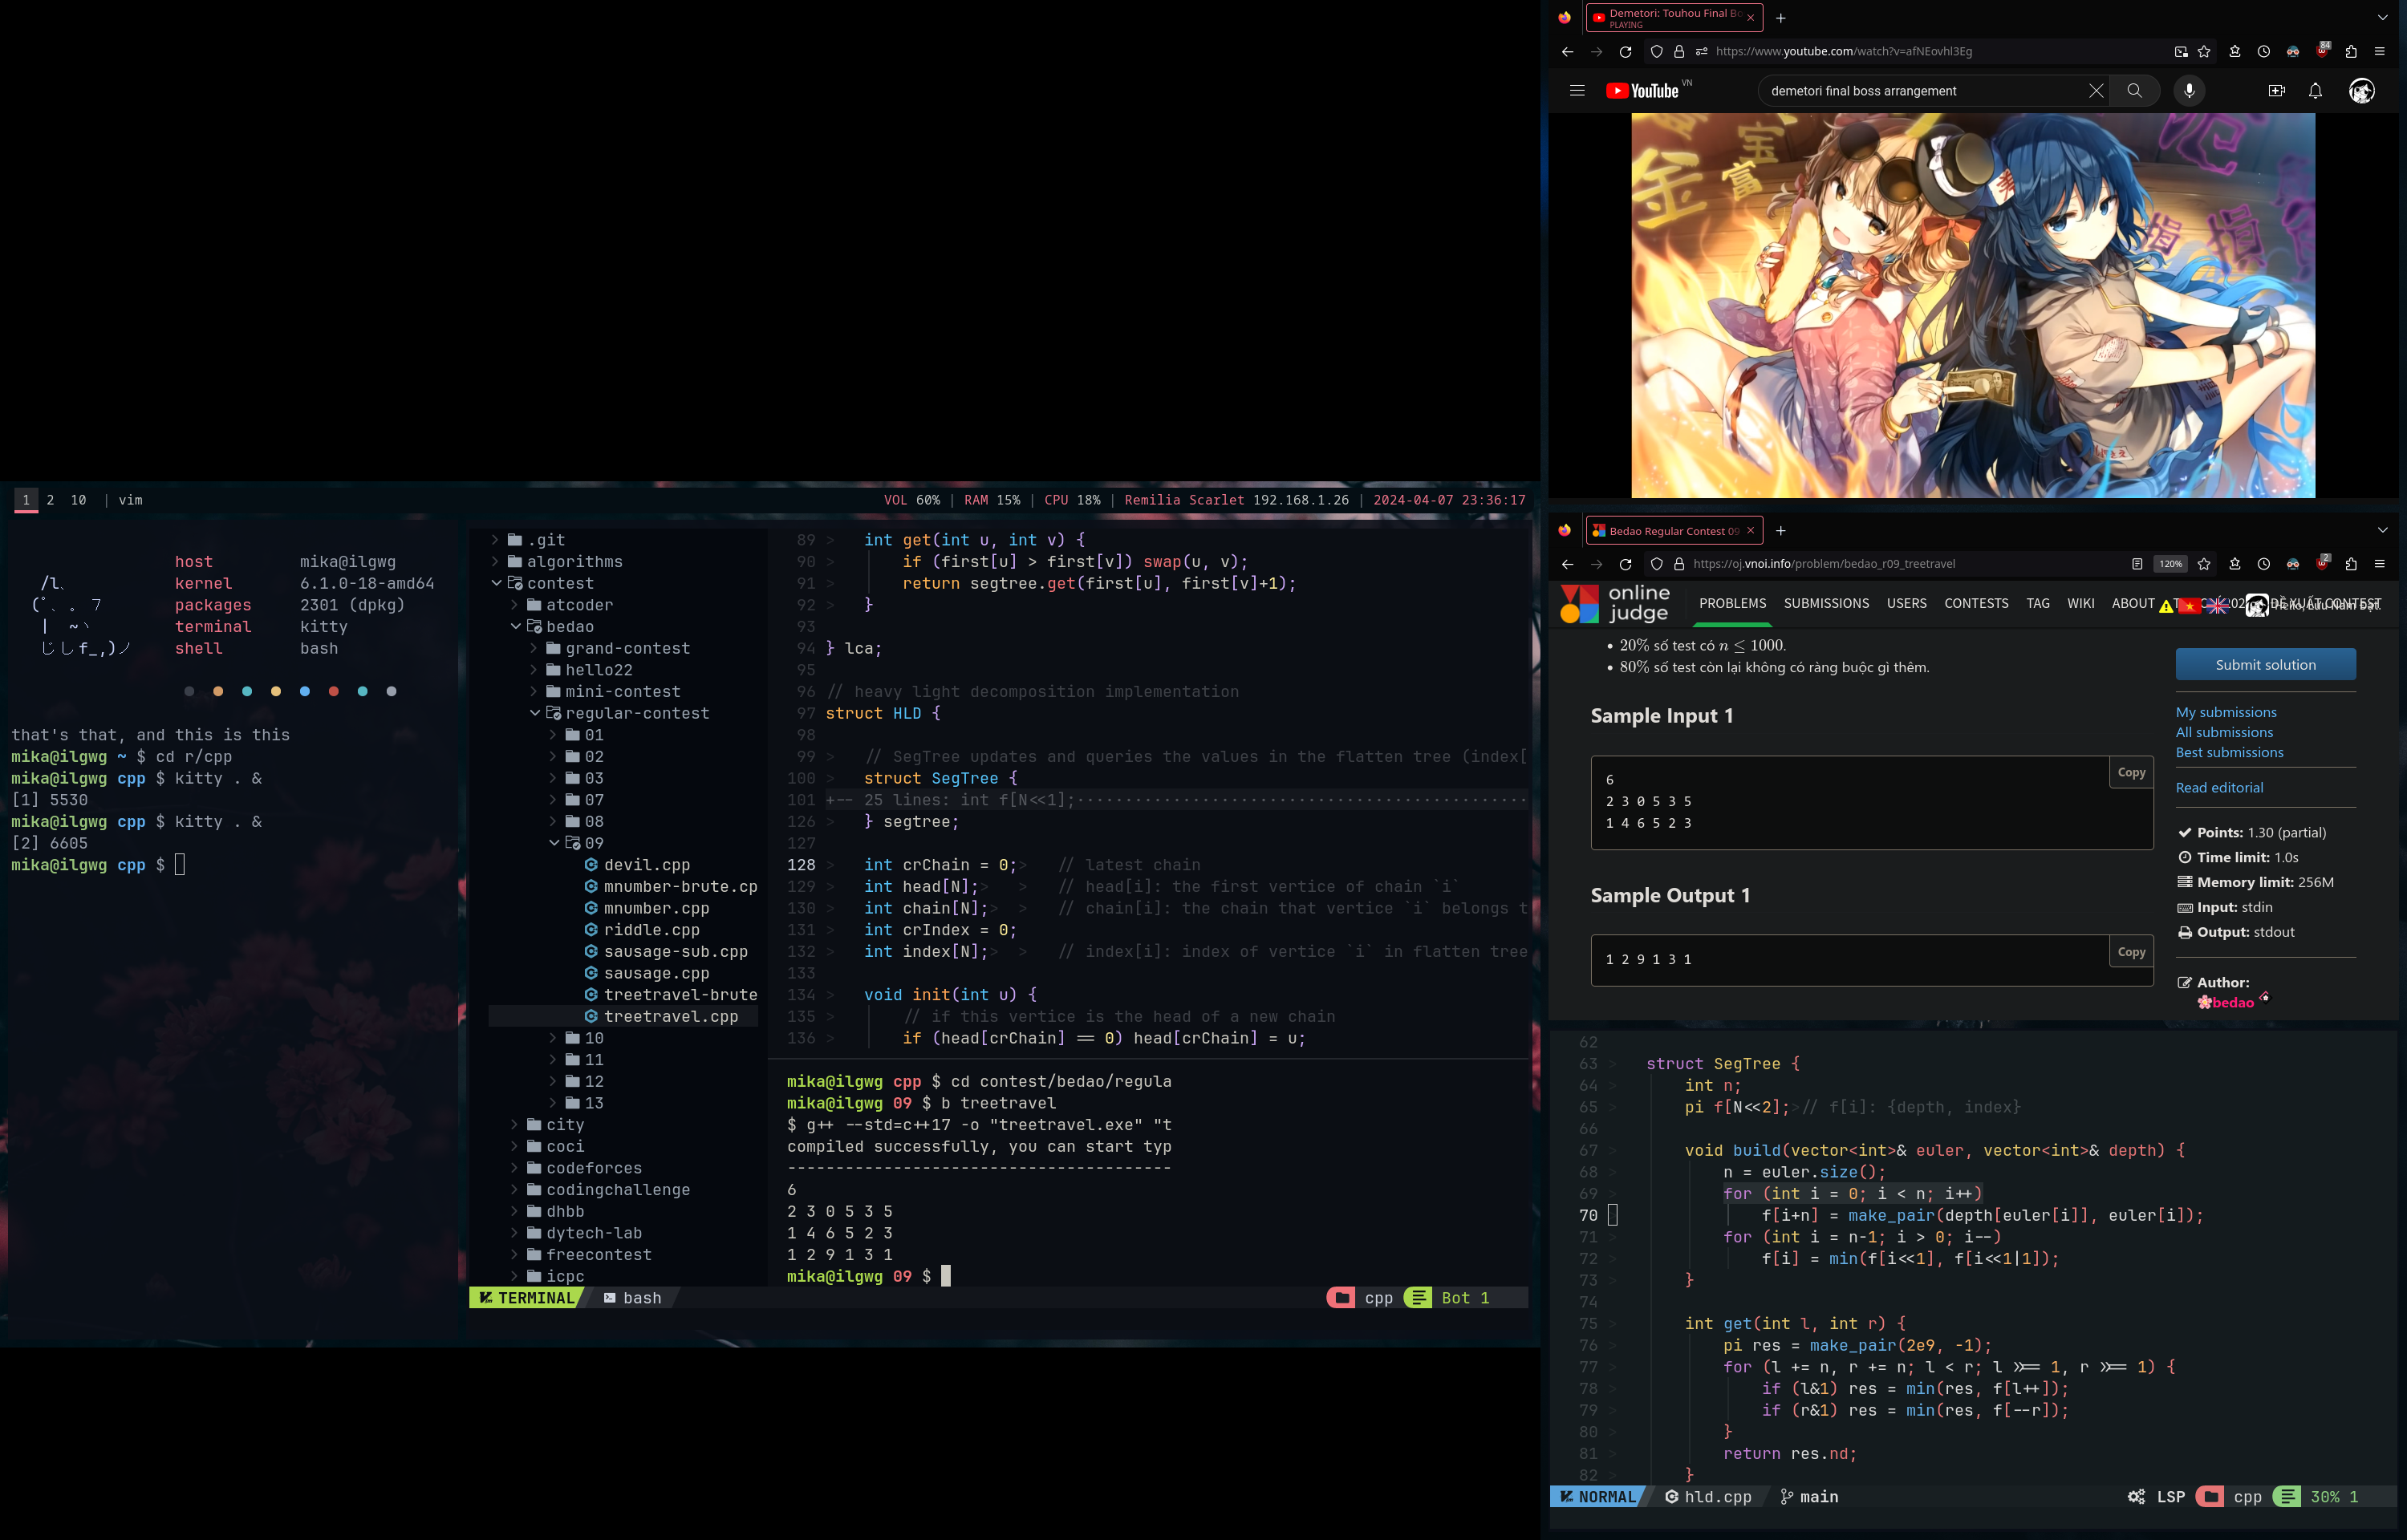 1 2 10 | vim
VOL 60% | RAM 15% | CPU 18% | Remilia Scarlet 192.168.1.26 | 2024-04-07 23:36:17
host mika@ilgwg
kernel 6.1.0-18-amd64
packages 2301 (dpkg)
terminal kitty
shell bash
that's that, and this is this
mika@ilgwg ~ $ cd r/cpp
mika@ilgwg cpp $ kitty . &
[1] 5530
mika@ilgwg cpp $ kitty . &
[2] 6605
mika@ilgwg cpp $
.git
algorithms
contest
atcoder
bedao
grand-contest
hello22
mini-contest
regular-contest
01
02
03
07
08
09
devil.cpp
mnumber-brute.cp
mnumber.cpp
riddle.cpp
sausage-sub.cpp
sausage.cpp
treetravel-brute
treetravel.cpp
10
11
12
13
city
coci
codeforces
codingchallenge
dhbb
dytech-lab
freecontest
icpc
89 > int get(int u, int v) {
90 > if (first[u] > first[v]) swap(u, v);
91 > return segtree.get(first[u], first[v]+1);
92 > }
93
94 } lca;
95
96 // heavy light decomposition implementation
97 struct HLD {
98
99 > // SegTree updates and queries the values in the flatten tree (index[
100 > struct SegTree {
101 +-- 25 lines: int f[N<<1];
126 > } segtree;
127
128 > int crChain = 0;> // latest chain
129 > int head[N];> > // head[i]: the first vertice of chain `i`
130 > int chain[N];> > // chain[i]: the chain that vertice `i` belongs t
131 > int crIndex = 0;
132 > int index[N];> > // index[i]: index of vertice `i` in flatten tree
133
134 > void init(int u) {
135 > // if this vertice is the head of a new chain
136 > if (head[crChain] == 0) head[crChain] = u;
mika@ilgwg cpp $ cd contest/bedao/regula
mika@ilgwg 09 $ b treetravel
$ g++ --std=c++17 -o "treetravel.exe" "t
compiled successfully, you can start typ
----------------------------------------
6
2 3 0 5 3 5
1 4 6 5 2 3
1 2 9 1 3 1
mika@ilgwg 09 $
TERMINAL bash cpp Bot 1
Demetori: Touhou Final Bo
PLAYING
https://www.youtube.com/watch?v=afNEovhl3Eg
84
YouTube VN
demetori final boss arrangement
金 宝 富 損 損
Bedao Regular Contest 09
https://oj.vnoi.info/problem/bedao_r09_treetravel
120%
2
online judge
PROBLEMS SUBMISSIONS USERS CONTESTS TAG WIKI ABOUT
20% số test có n ≤ 1000.
80% số test còn lại không có ràng buộc gì thêm.
Sample Input 1
Copy
6
2 3 0 5 3 5
1 4 6 5 2 3
Sample Output 1
Copy
1 2 9 1 3 1
Submit solution
My submissions
All submissions
Best submissions
Read editorial
Points: 1.30 (partial)
Time limit: 1.0s
Memory limit: 256M
Input: stdin
Output: stdout
Author:
bedao
62
63 > struct SegTree {
64 > int n;
65 > pi f[N<<2];>// f[i]: {depth, index}
66
67 > void build(vector<int>& euler, vector<int>& depth) {
68 > n = euler.size();
69 > for (int i = 0; i < n; i++)
70 f[i+n] = make_pair(depth[euler[i]], euler[i]);
71 > for (int i = n-1; i > 0; i--)
72 > f[i] = min(f[i<<1], f[i<<1|1]);
73 > }
74
75 > int get(int l, int r) {
76 > pi res = make_pair(2e9, -1);
77 > for (l += n, r += n; l < r; l >>= 1, r >>= 1) {
78 > if (l&1) res = min(res, f[l++]);
79 > if (r&1) res = min(res, f[--r]);
80 > }
81 > return res.nd;
82 > }
NORMAL hld.cpp main LSP cpp 30% 1